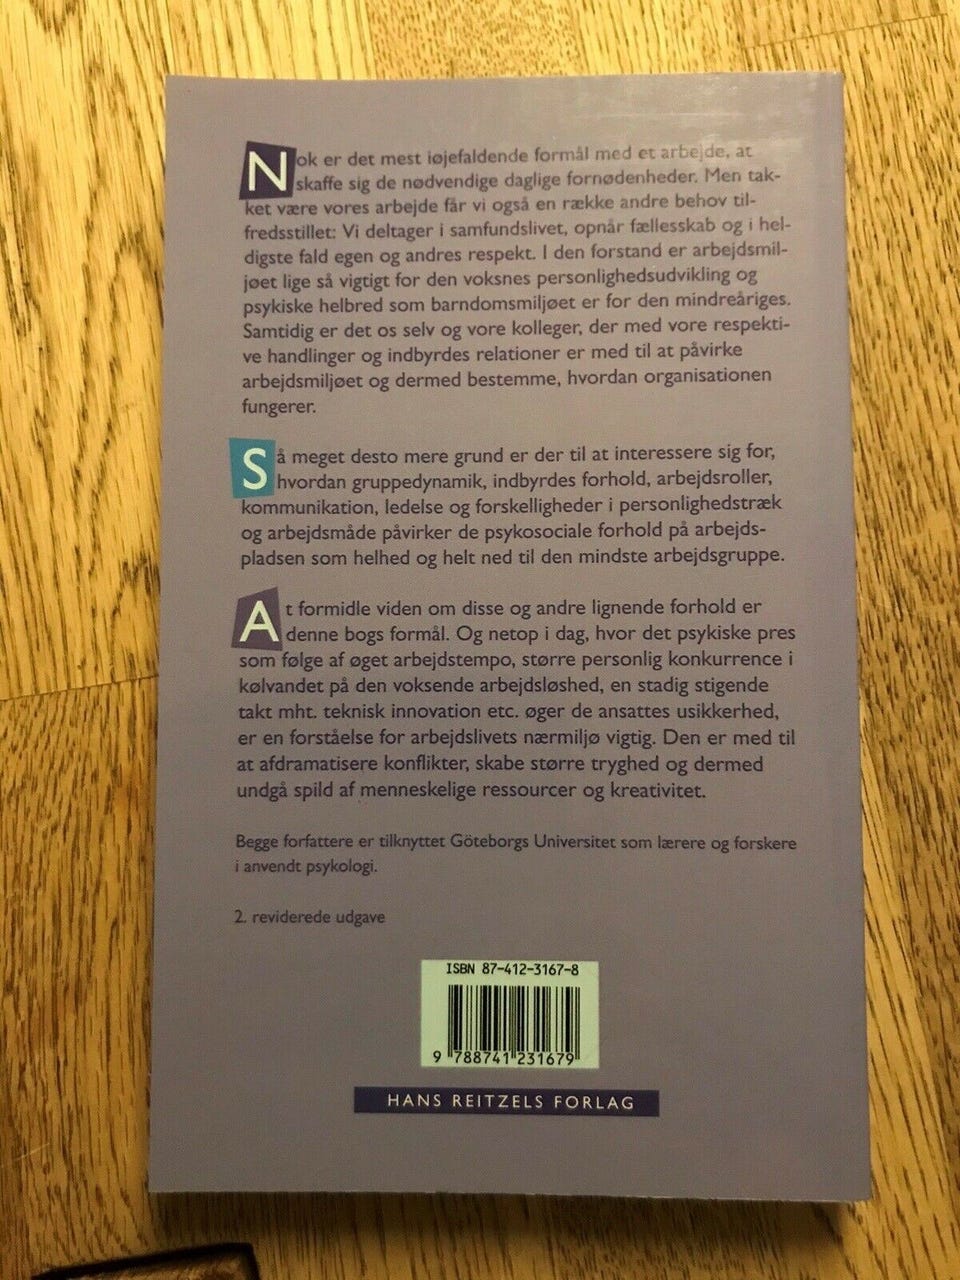 Nok er det mest iøjefaldende formål med et arbejde, at
skaffe sig de nødvendige daglige fornødenheder. Men tak-
ket være vores arbejde får vi også en række andre behov til-
fredsstillet: Vi deltager i samfundslivet, opnår fællesskab og i hel-
digste fald egen og andres respekt. I den forstand er arbejdsmil-
jøet lige så vigtigt for den voksnes personlighedsudvikling og
psykiske helbred som barndomsmiljøet er for den mindreåriges.
Samtidig er det os selv og vore kolleger, der med vore respekti-
ve handlinger og indbyrdes relationer er med til at påvirke
arbejdsmiljøet og dermed bestemme, hvordan organisationen
fungerer.
Så meget desto mere grund er der til at interessere sig for,
hvordan gruppedynamik, indbyrdes forhold, arbejdsroller,
kommunikation, ledelse og forskelligheder i personlighedstræk
og arbejdsmåde påvirker de psykosociale forhold på arbejds-
pladsen som helhed og helt ned til den mindste arbejdsgruppe.
At formidle viden om disse og andre lignende forhold er
denne bogs formål. Og netop i dag, hvor det psykiske pres
som følge af øget arbejdstempo, større personlig konkurrence i
kølvandet på den voksende arbejdsløshed, en stadig stigende
takt mht. teknisk innovation etc. øger de ansattes usikkerhed,
er en forståelse for arbejdslivets nærmiljø vigtig. Den er med til
at afdramatisere konflikter, skabe større tryghed og dermed
undgå spild af menneskelige ressourcer og kreativitet.
Begge forfattere er tilknyttet Göteborgs Universitet som lærere og forskere
i anvendt psykologi.
2. reviderede udgave
ISBN 87-412-3167-8
9 788741 231679
HANS REITZELS FORLAG